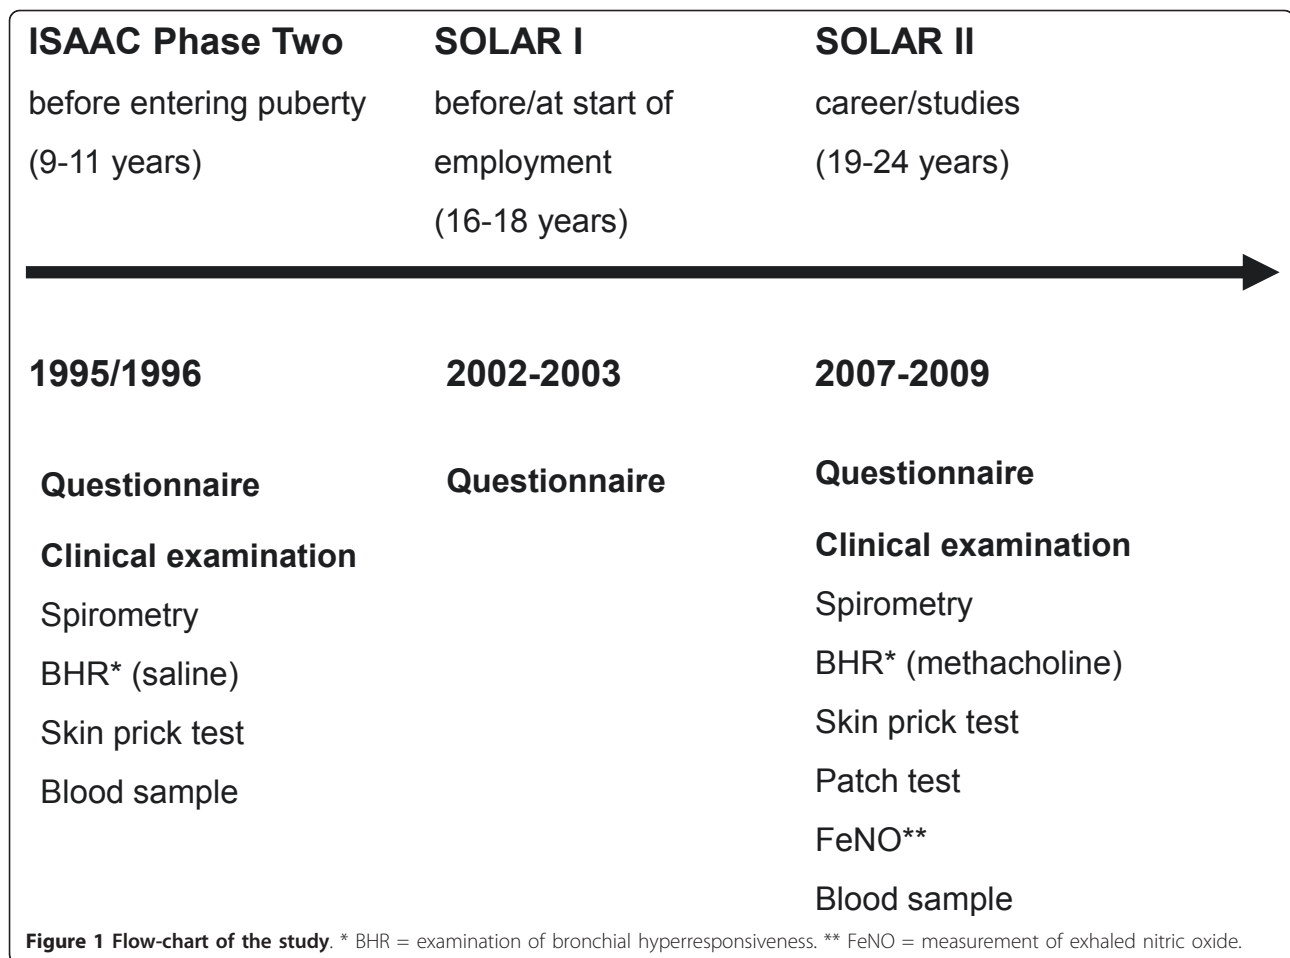 ISAAC Phase Two
before entering puberty
(9-11 years)
SOLAR I
before/at start of
employment
(16-18 years)
SOLAR II
career/studies
(19-24 years)
1995/1996
2002-2003
2007-2009
Questionnaire
Clinical examination
Spirometry
BHR* (saline)
Skin prick test
Blood sample
Questionnaire
Questionnaire
Clinical examination
Spirometry
BHR* (methacholine)
Skin prick test
Patch test
FeNO**
Blood sample
Figure 1 Flow-chart of the study. * BHR = examination of bronchial hyperresponsiveness. ** FeNO = measurement of exhaled nitric oxide.